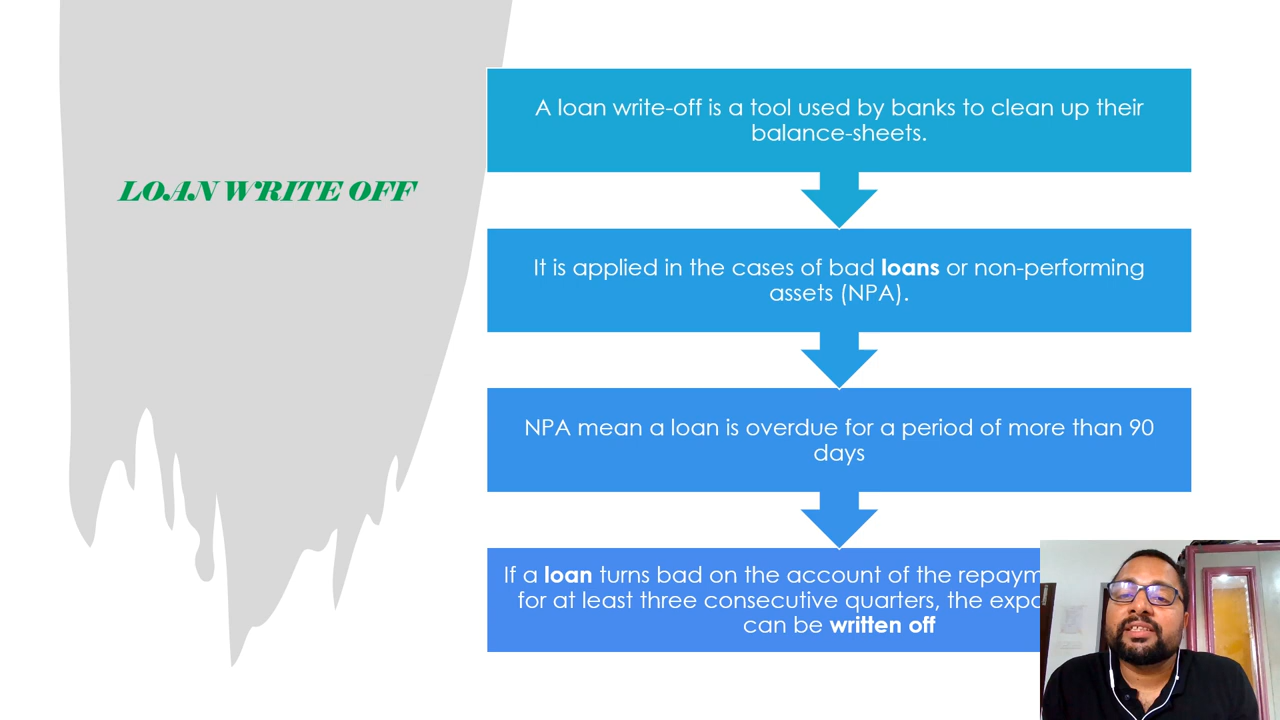 LOAN WRITE OFF
A loan write-off is a tool used by banks to clean up their
balance-sheets.
It is applied in the cases of bad loans or non-performing
assets (NPA).
NPA mean a loan is overdue for a period of more than 90
days
If a loan turns bad on the account of the
for at least three consecutive quarters, the
can be written off